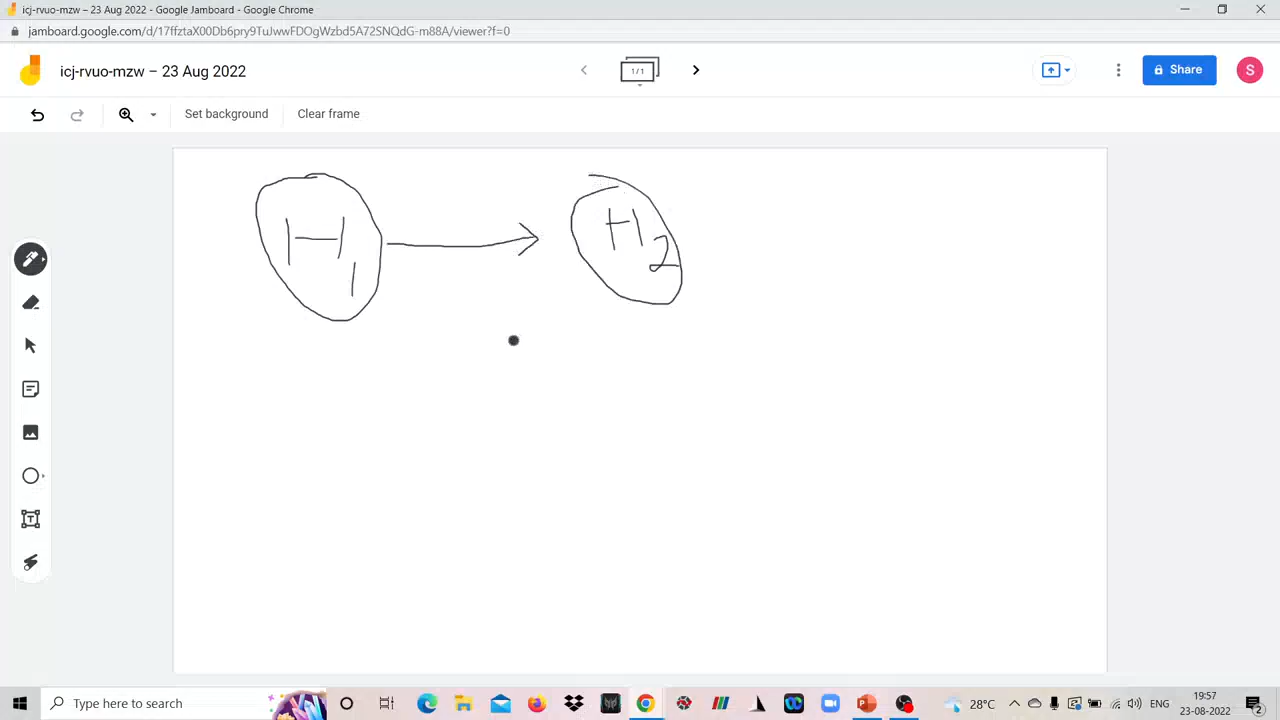 icj-rvuo-mzw – 23 Aug 2022 - Google Jamboard - Google Chrome
jamboard.google.com/d/17ffztaX00Db6pry9TuJwwFDOgWzbd5A72SNQdG-m88A/viewer?f=0
icj-rvuo-mzw – 23 Aug 2022
1 / 1
Share
S
Set background
Clear frame
H1
H2
T
Type here to search
28°C
ENG
19:57
23-08-2022
2